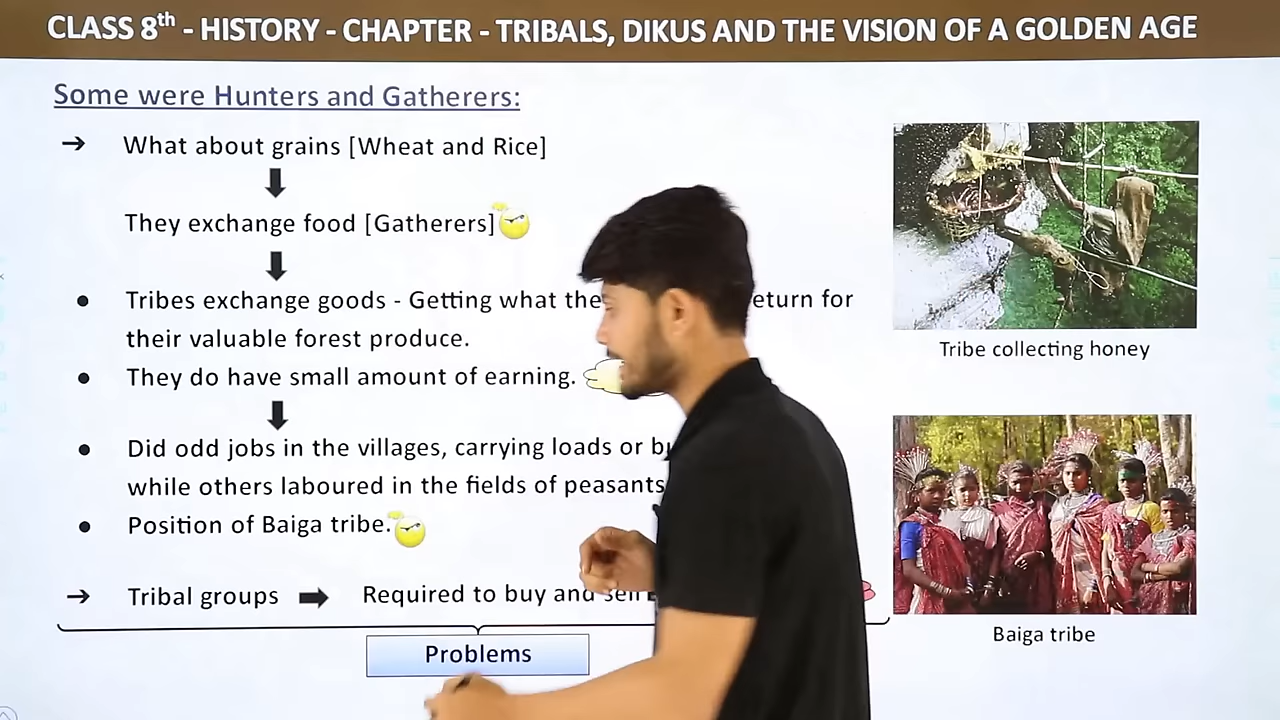 CLASS 8th - HISTORY - CHAPTER - TRIBALS, DIKUS AND THE VISION OF A GOLDEN AGE
Some were Hunters and Gatherers:
→ What about grains [Wheat and Rice]
They exchange food [Gatherers]
• Tribes exchange goods - Getting what for
their valuable forest produce.
• They do have small amount of earning.
• Did odd jobs in the villages, carrying loads or
while others laboured in the fields of peasants
• Position of Baiga tribe.
→ Tribal groups Required to buy and
Problems
Tribe collecting honey
Baiga tribe